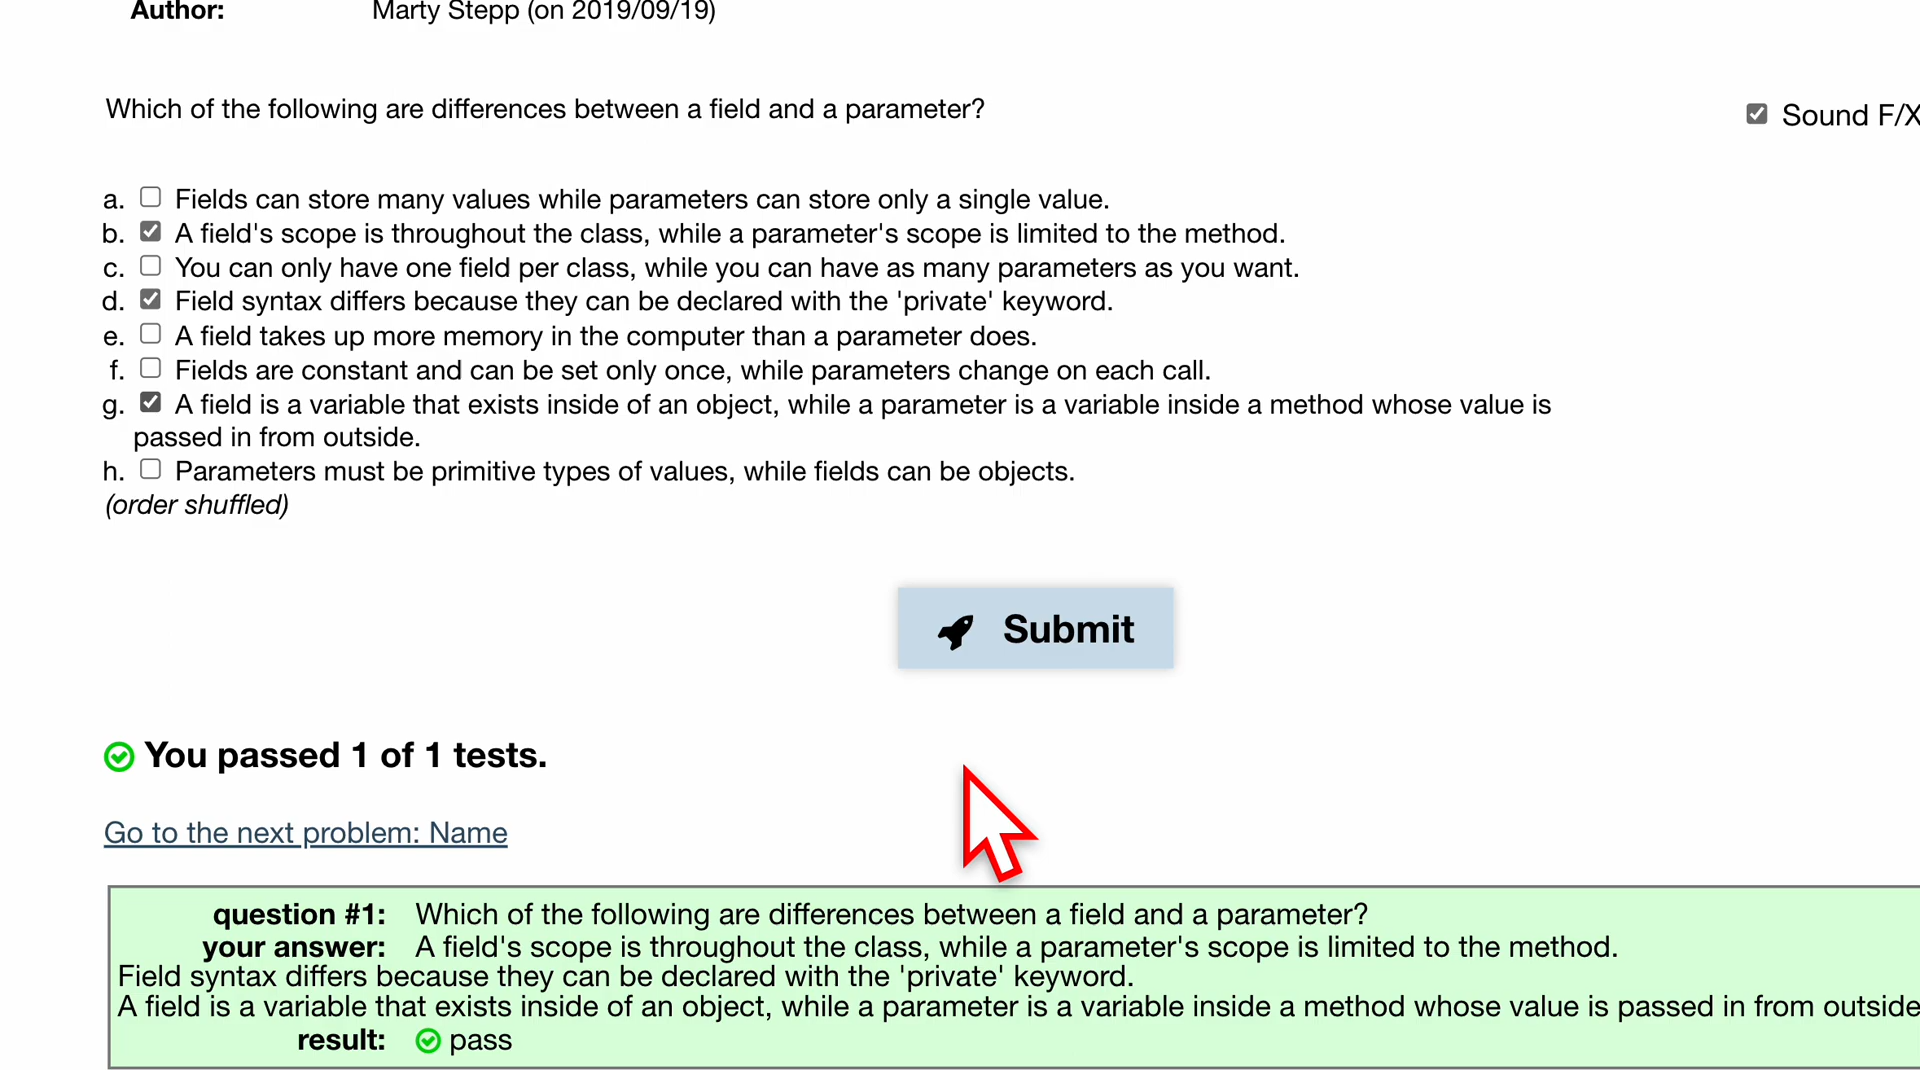 Author: Marty Stepp (on 2019/09/19)
Which of the following are differences between a field and a parameter?
Sound F/X
a. Fields can store many values while parameters can store only a single value.
b. A field's scope is throughout the class, while a parameter's scope is limited to the method.
c. You can only have one field per class, while you can have as many parameters as you want.
d. Field syntax differs because they can be declared with the 'private' keyword.
e. A field takes up more memory in the computer than a parameter does.
f. Fields are constant and can be set only once, while parameters change on each call.
g. A field is a variable that exists inside of an object, while a parameter is a variable inside a method whose value is
passed in from outside.
h. Parameters must be primitive types of values, while fields can be objects.
(order shuffled)
Submit
You passed 1 of 1 tests.
Go to the next problem: Name
question #1: Which of the following are differences between a field and a parameter?
your answer: A field's scope is throughout the class, while a parameter's scope is limited to the method.
Field syntax differs because they can be declared with the 'private' keyword.
A field is a variable that exists inside of an object, while a parameter is a variable inside a method whose value is passed in from outside
result: pass